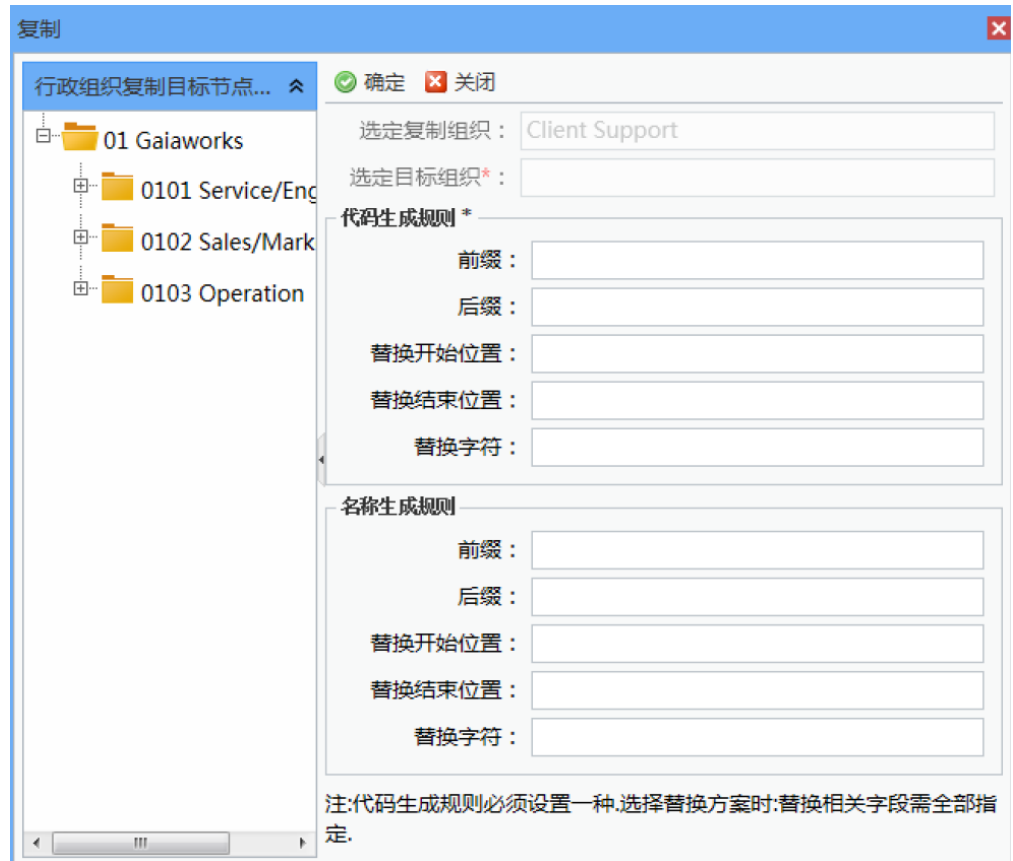 复制
行政组织复制目标节点...
01 Gaiaworks
0101 Service/Eng
0102 Sales/Mark
0103 Operation
确定 关闭
选定复制组织： Client Support
选定目标组织*：
代码生成规则 *
前缀：
后缀：
替换开始位置：
替换结束位置：
替换字符：
名称生成规则
前缀：
后缀：
替换开始位置：
替换结束位置：
替换字符：
注:代码生成规则必须设置一种.选择替换方案时:替换相关字段需全部指
定.